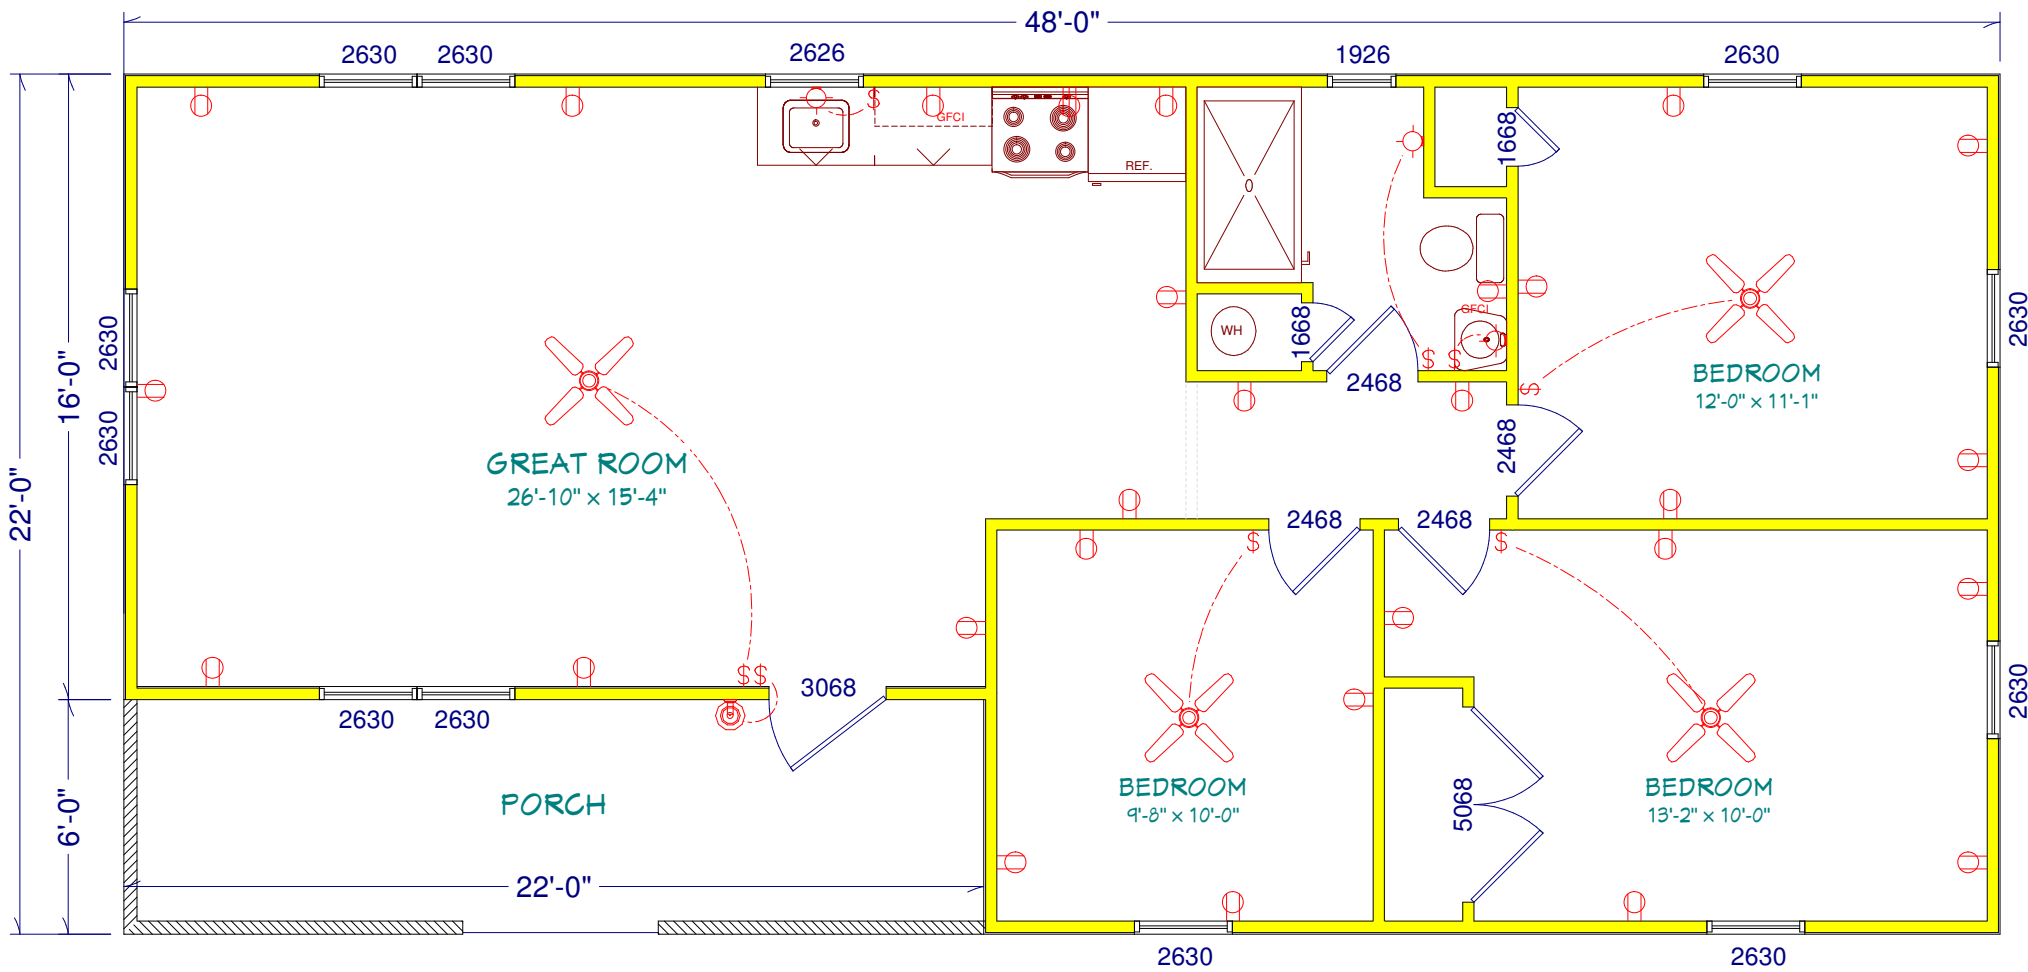 48'-0"
2630
2630
2626
1926
2630
$
GFCI
REF.
1668
16'-0"
22'-0"
2630
2630
WH
1668
GFCI
$
$
2468
$
BEDROOM
12'-0" x 11'-1"
2630
2468
GREAT ROOM
26'-10" x 15'-4"
2468
2468
$
$
$$
3068
2630
2630
2630
6'-0"
PORCH
BEDROOM
9'-8" x 10'-0"
5068
BEDROOM
13'-2" x 10'-0"
22'-0"
2630
2630